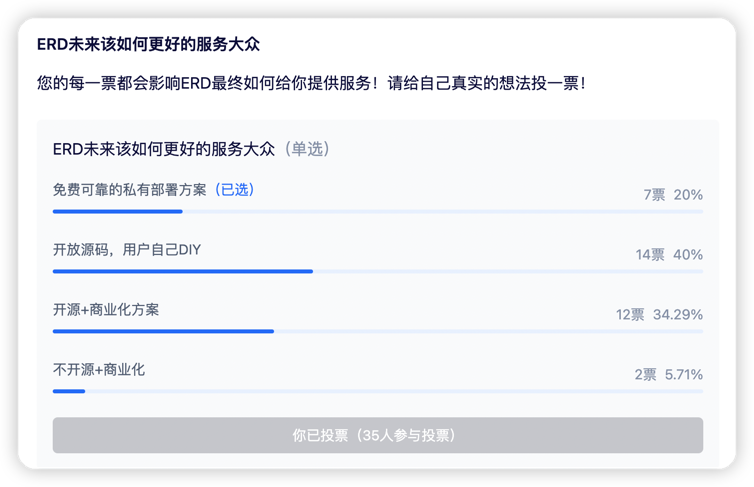 ERD未来该如何更好的服务大众
您的每一票都会影响ERD最终如何给你提供服务！请给自己真实的想法投一票！
ERD未来该如何更好的服务大众（单选）
免费可靠的私有部署方案（已选）
7票 20%
开放源码，用户自己DIY
14票 40%
开源+商业化方案
12票 34.29%
不开源+商业化
2票 5.71%
你已投票（35人参与投票）